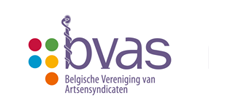 bvas
Belgische Vereniging van
Artsensyndicaten